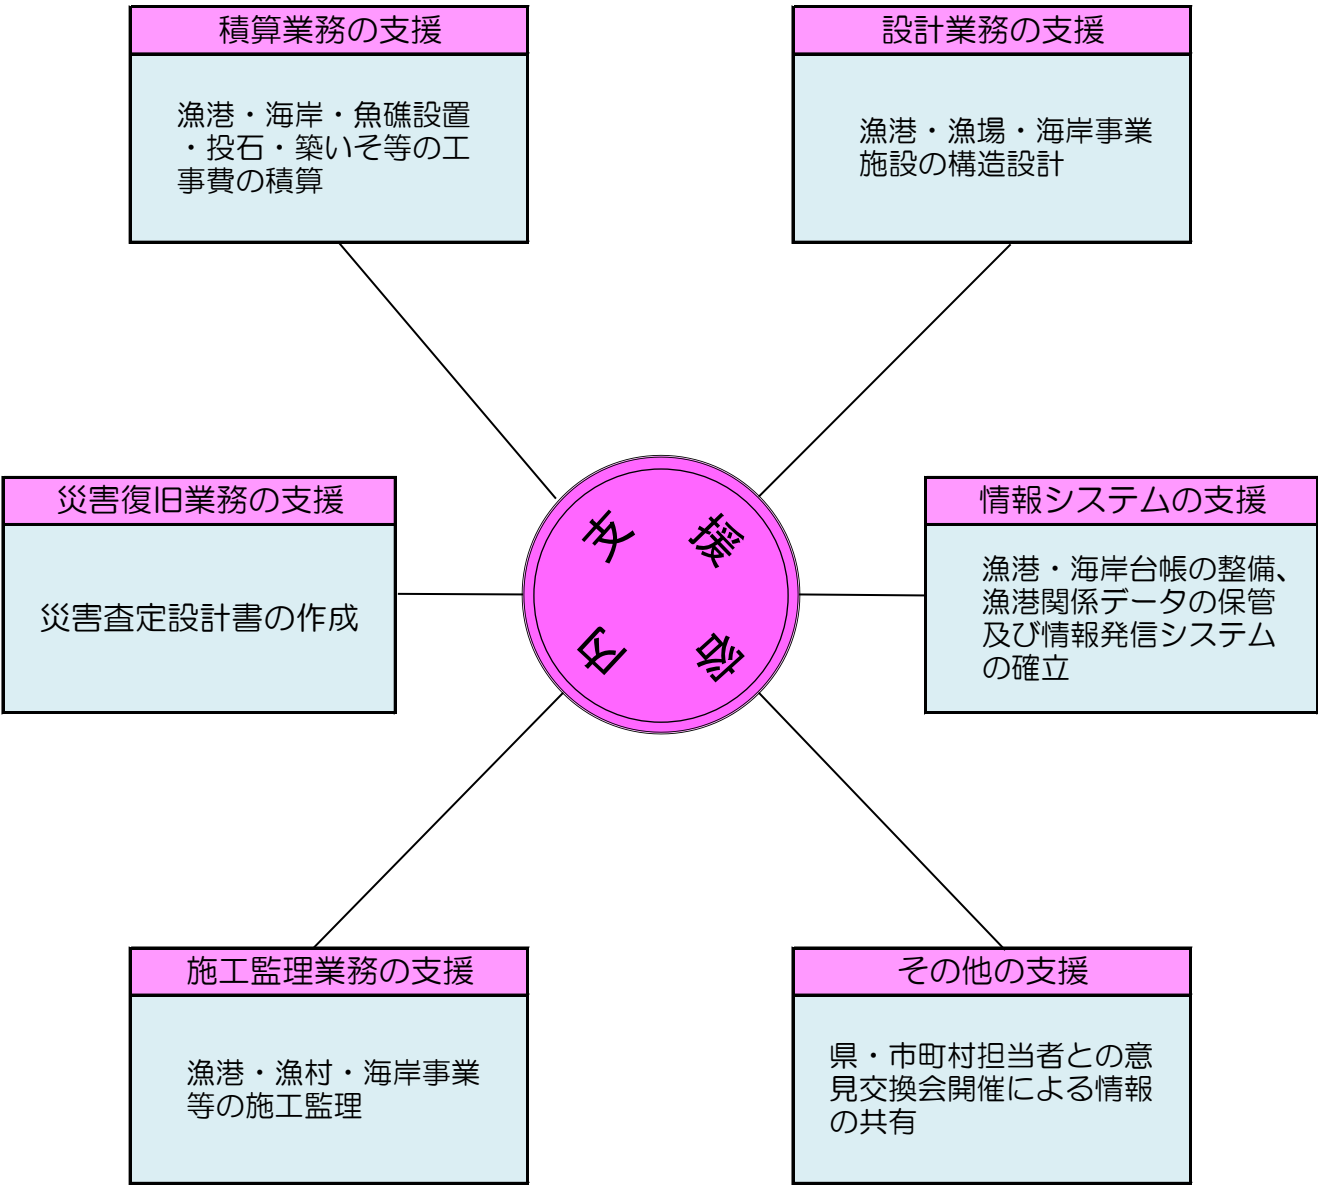 積算業務の支援
漁港・海岸・魚礁設置
・投石・築いそ等の工
事費の積算
設計業務の支援
漁港・漁場・海岸事業
施設の構造設計
災害復旧業務の支援
災害査定設計書の作成
支援
内容
情報システムの支援
漁港・海岸台帳の整備、
漁港関係データの保管
及び情報発信システム
の確立
施工監理業務の支援
漁港・漁村・海岸事業
等の施工監理
その他の支援
県・市町村担当者との意
見交換会開催による情報
の共有